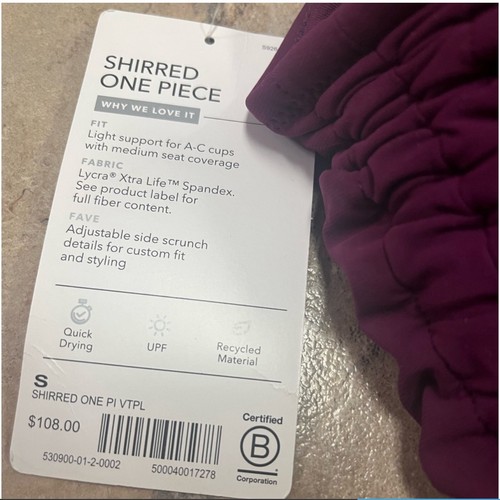 SHIRRED
ONE PIECE
WHY WE LOVE IT
FIT
Light support for A-C cups
with medium seat coverage
FABRIC
Lycra® Xtra Life™ Spandex.
See product label for
full fiber content.
FAVE
Adjustable side scrunch
details for custom fit
and styling
Quick
Drying
UPF
Recycled
Material
S
SHIRRED ONE PI VTPL
$108.00
530900-01-2-0002
500040017278
Certified
B
Corporation